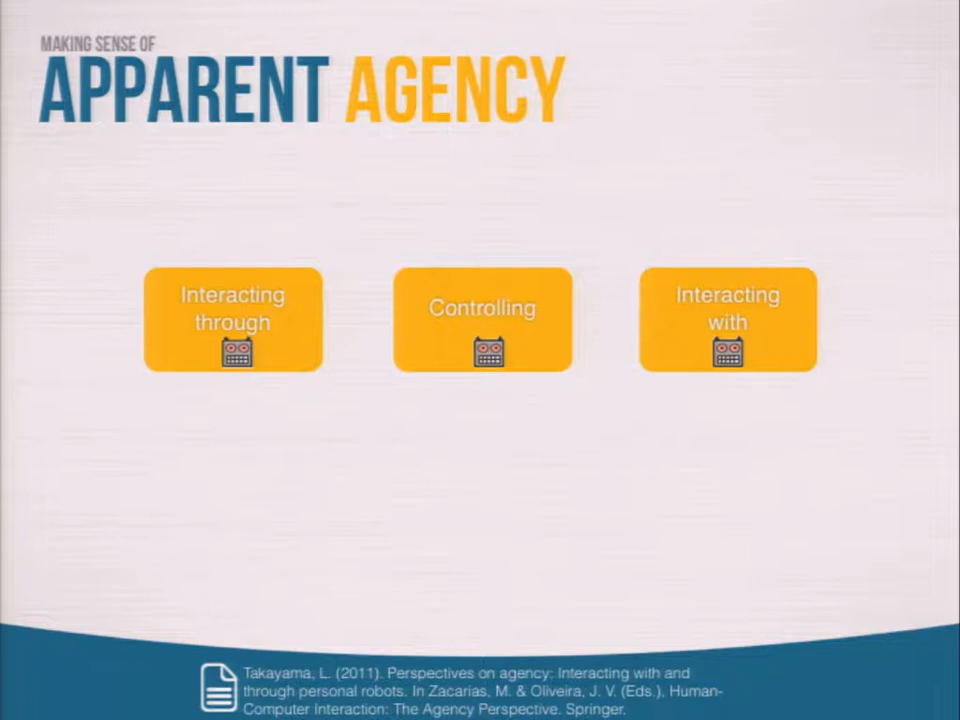 MAKING SENSE OF
APPARENT AGENCY
Interacting
through
Controlling
Interacting
with
Takayama, L. (2011). Perspectives on agency: Interacting with and
through personal robots. In Zacarias, M. & Oliveira, J. V. (Eds.), Human-
Computer Interaction: The Agency Perspective. Springer.